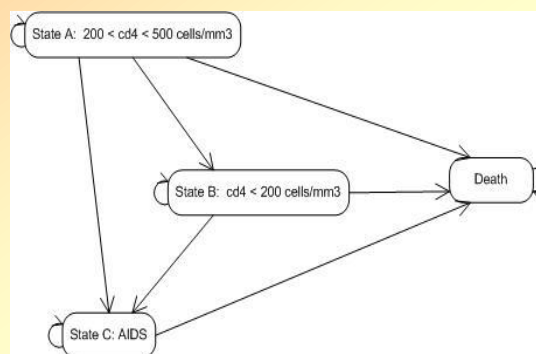 State A: 200 < cd4 < 500 cells/mm3
State B: cd4 < 200 cells/mm3
Death
State C: AIDS